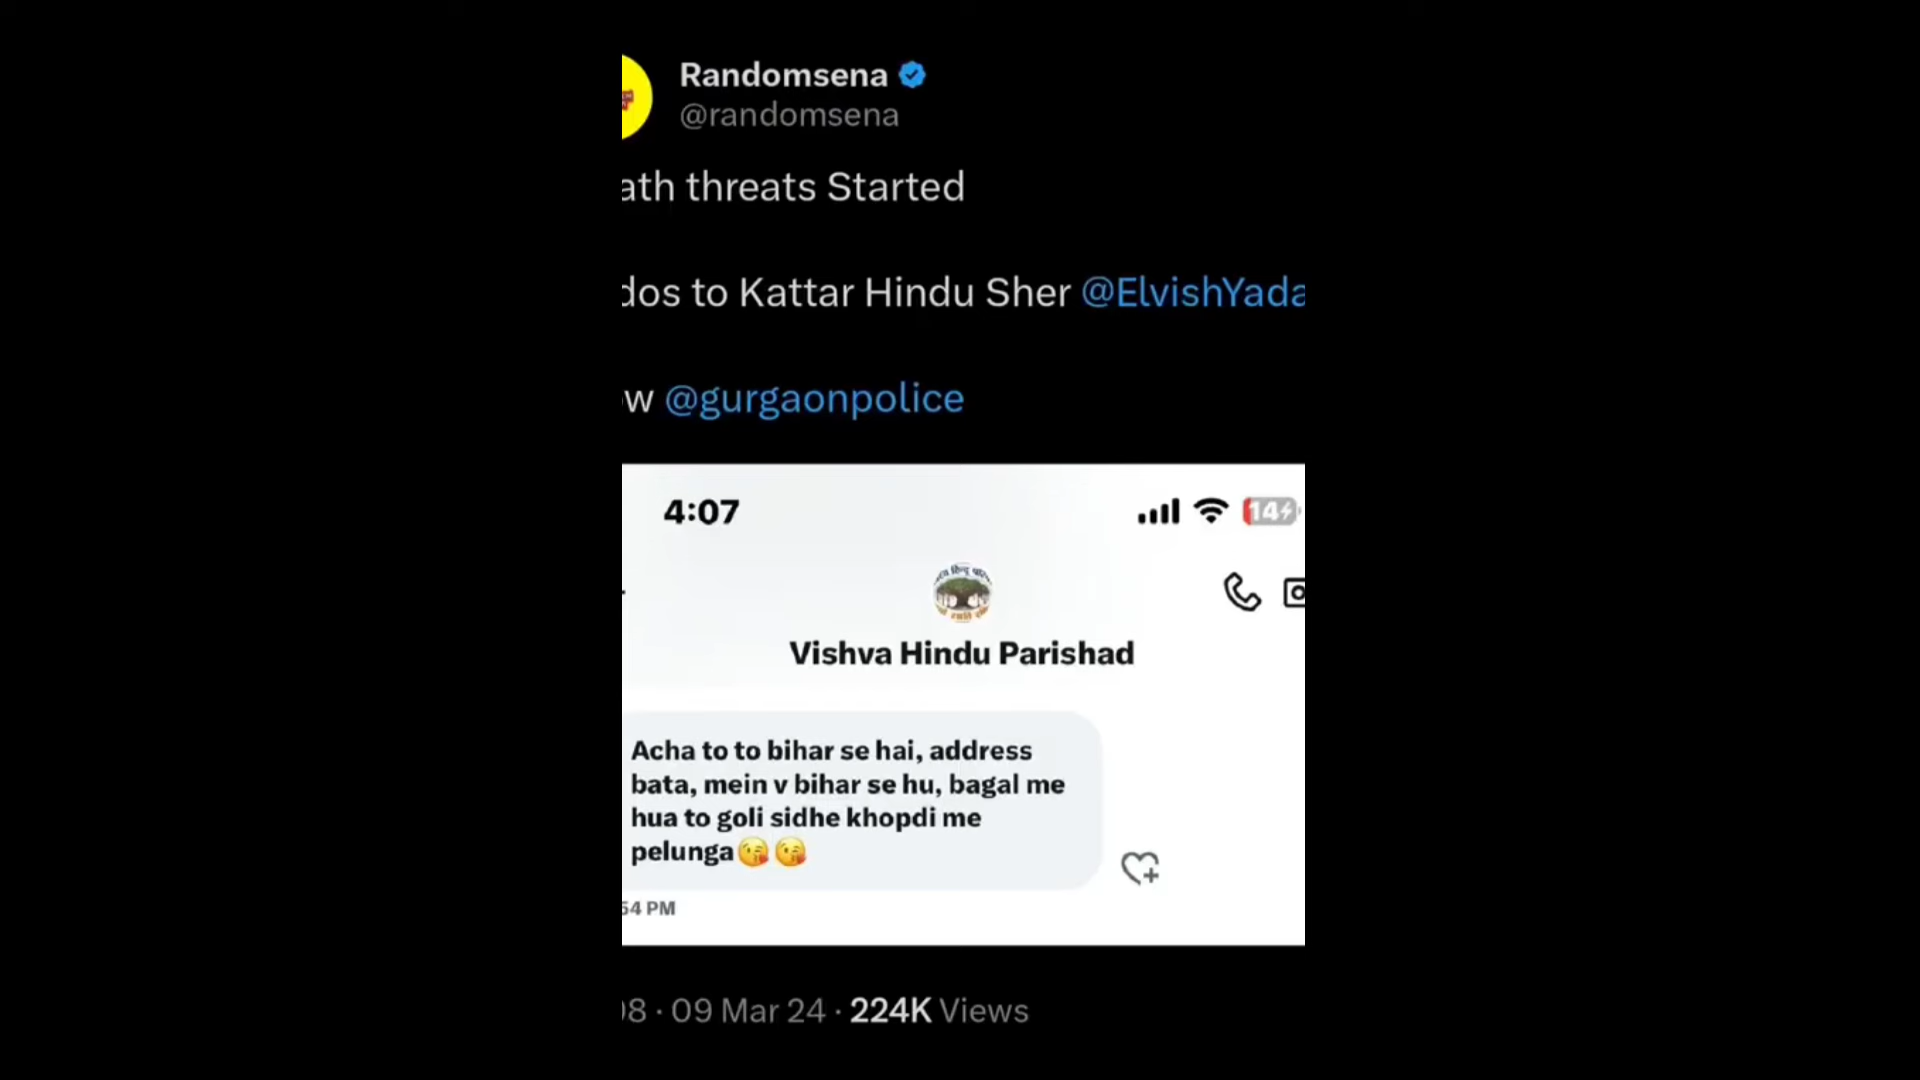 Randomsena
@randomsena
ath threats Started
dos to Kattar Hindu Sher @ElvishYada
ow @gurgaonpolice
4:07
14
Vishva Hindu Parishad
Acha to to bihar se hai, address
bata, mein v bihar se hu, bagal me
hua to goli sidhe khopdi me
pelunga😘😘
54 PM
08 · 09 Mar 24 · 224K Views